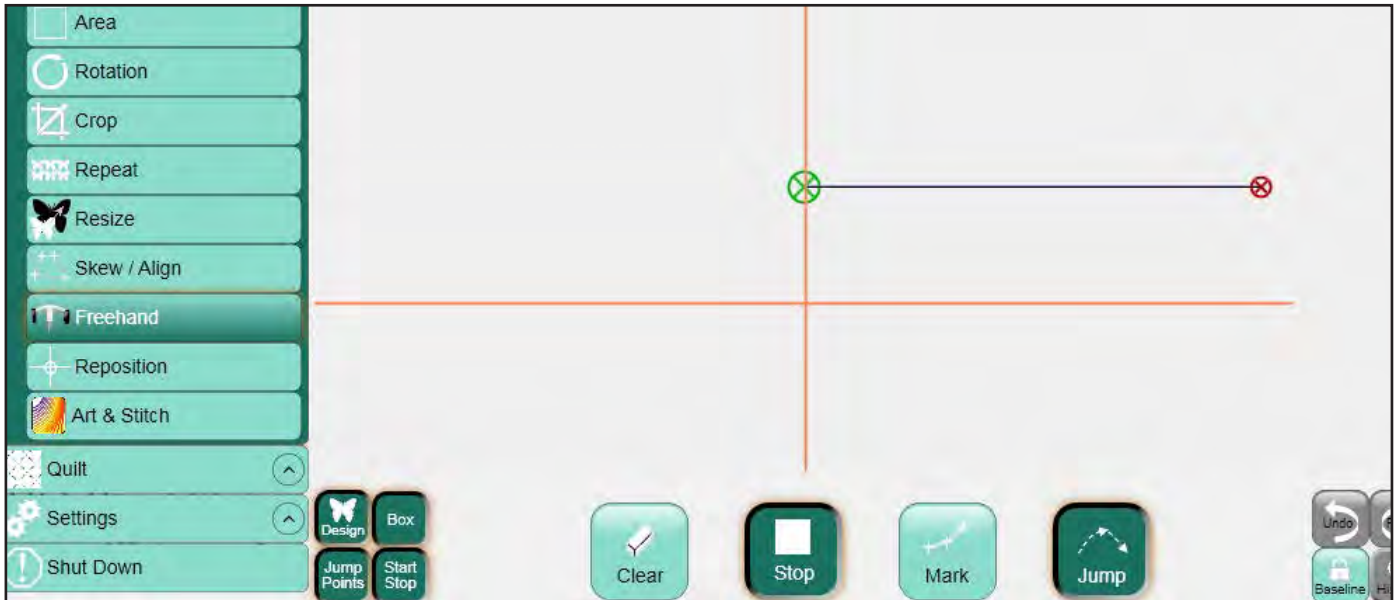 Area
Rotation
Crop
Repeat
Resize
Skew / Align
Freehand
Reposition
Art & Stitch
Quilt
Settings
Shut Down
Design
Box
Jump
Points
Start
Stop
Clear
Stop
Mark
Jump
Undo
Baseline